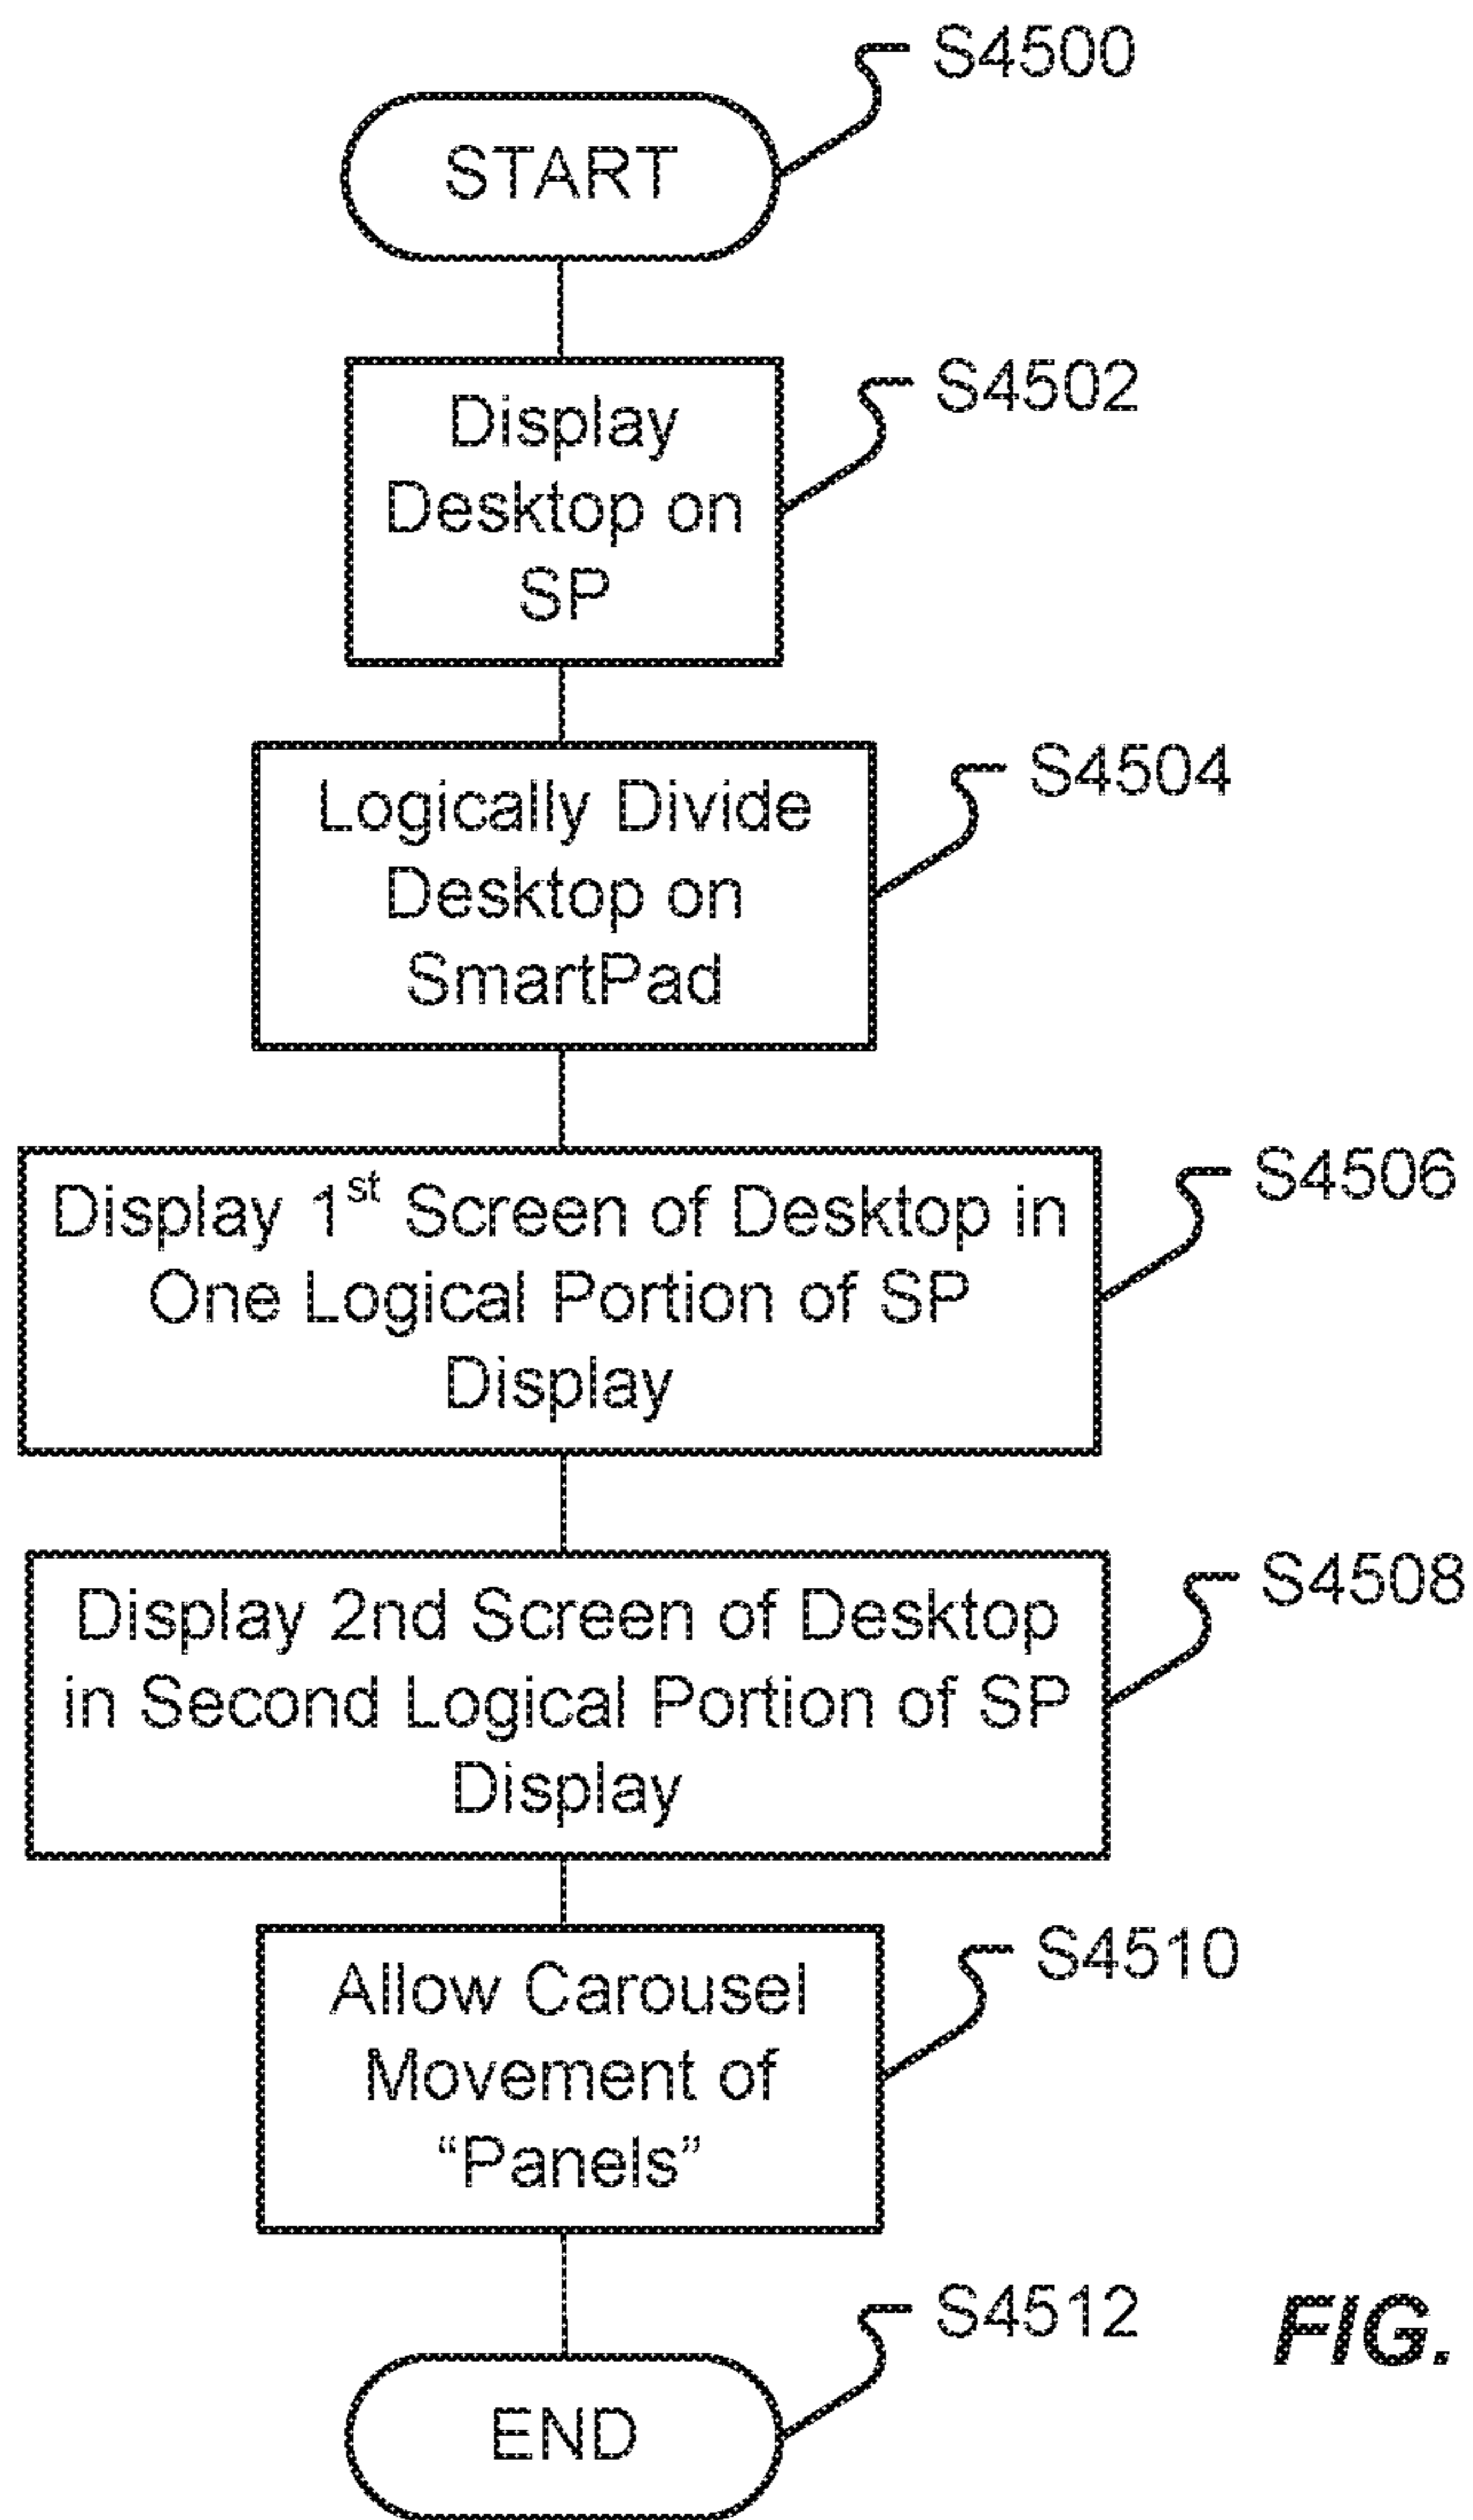 S4500
START
S4502
Display
Desktop on
SP
S4504
Logically Divide
Desktop on
SmartPad
S4506
Display 1st Screen of Desktop in
One Logical Portion of SP
Display
S4508
Display 2nd Screen of Desktop
in Second Logical Portion of SP
Display
S4510
Allow Carousel
Movement of
“Panels”
S4512
END
FIG.